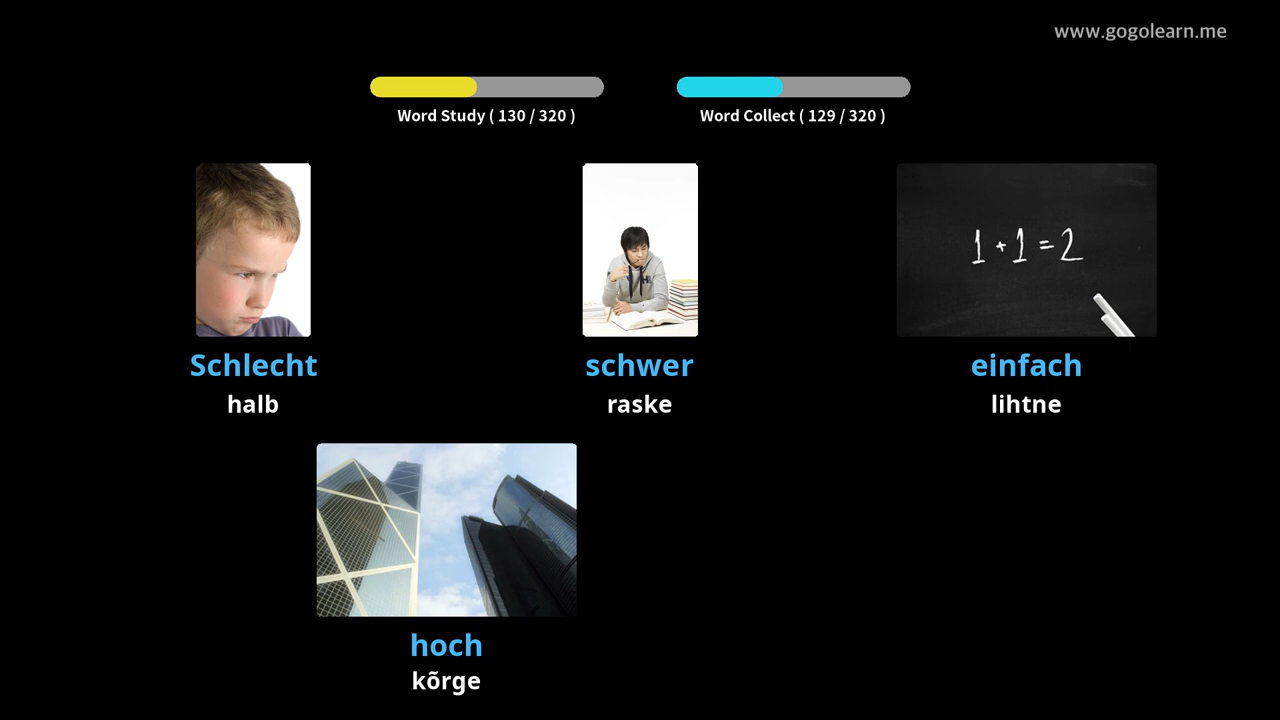 www.gogolearn.me
Word Study ( 130 / 320 )
Word Collect ( 129 / 320 )
1 + 1 = 2
Schlecht
schwer
einfach
halb
raske
lihtne
hoch
kõrge